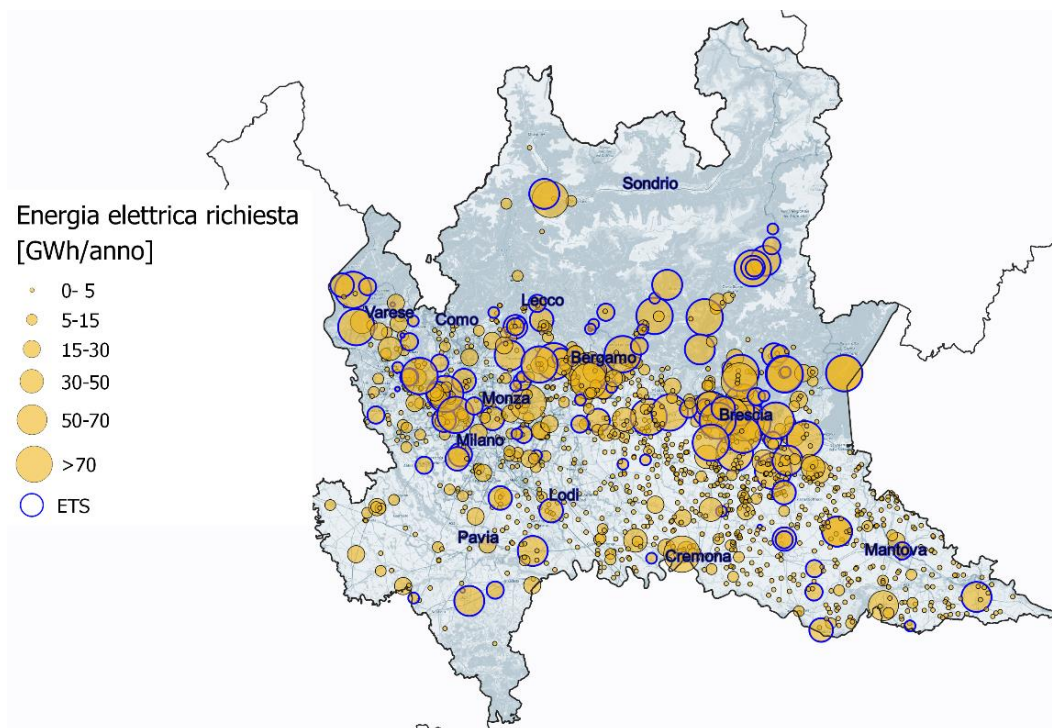 Energia elettrica richiesta
[GWh/anno]
0- 5
5-15
15-30
30-50
50-70
>70
ETS
Sondrio
Lecco
Varese
Como
Bergamo
Monza
Brescia
Milano
Lodi
Pavia
Cremona
Mantova